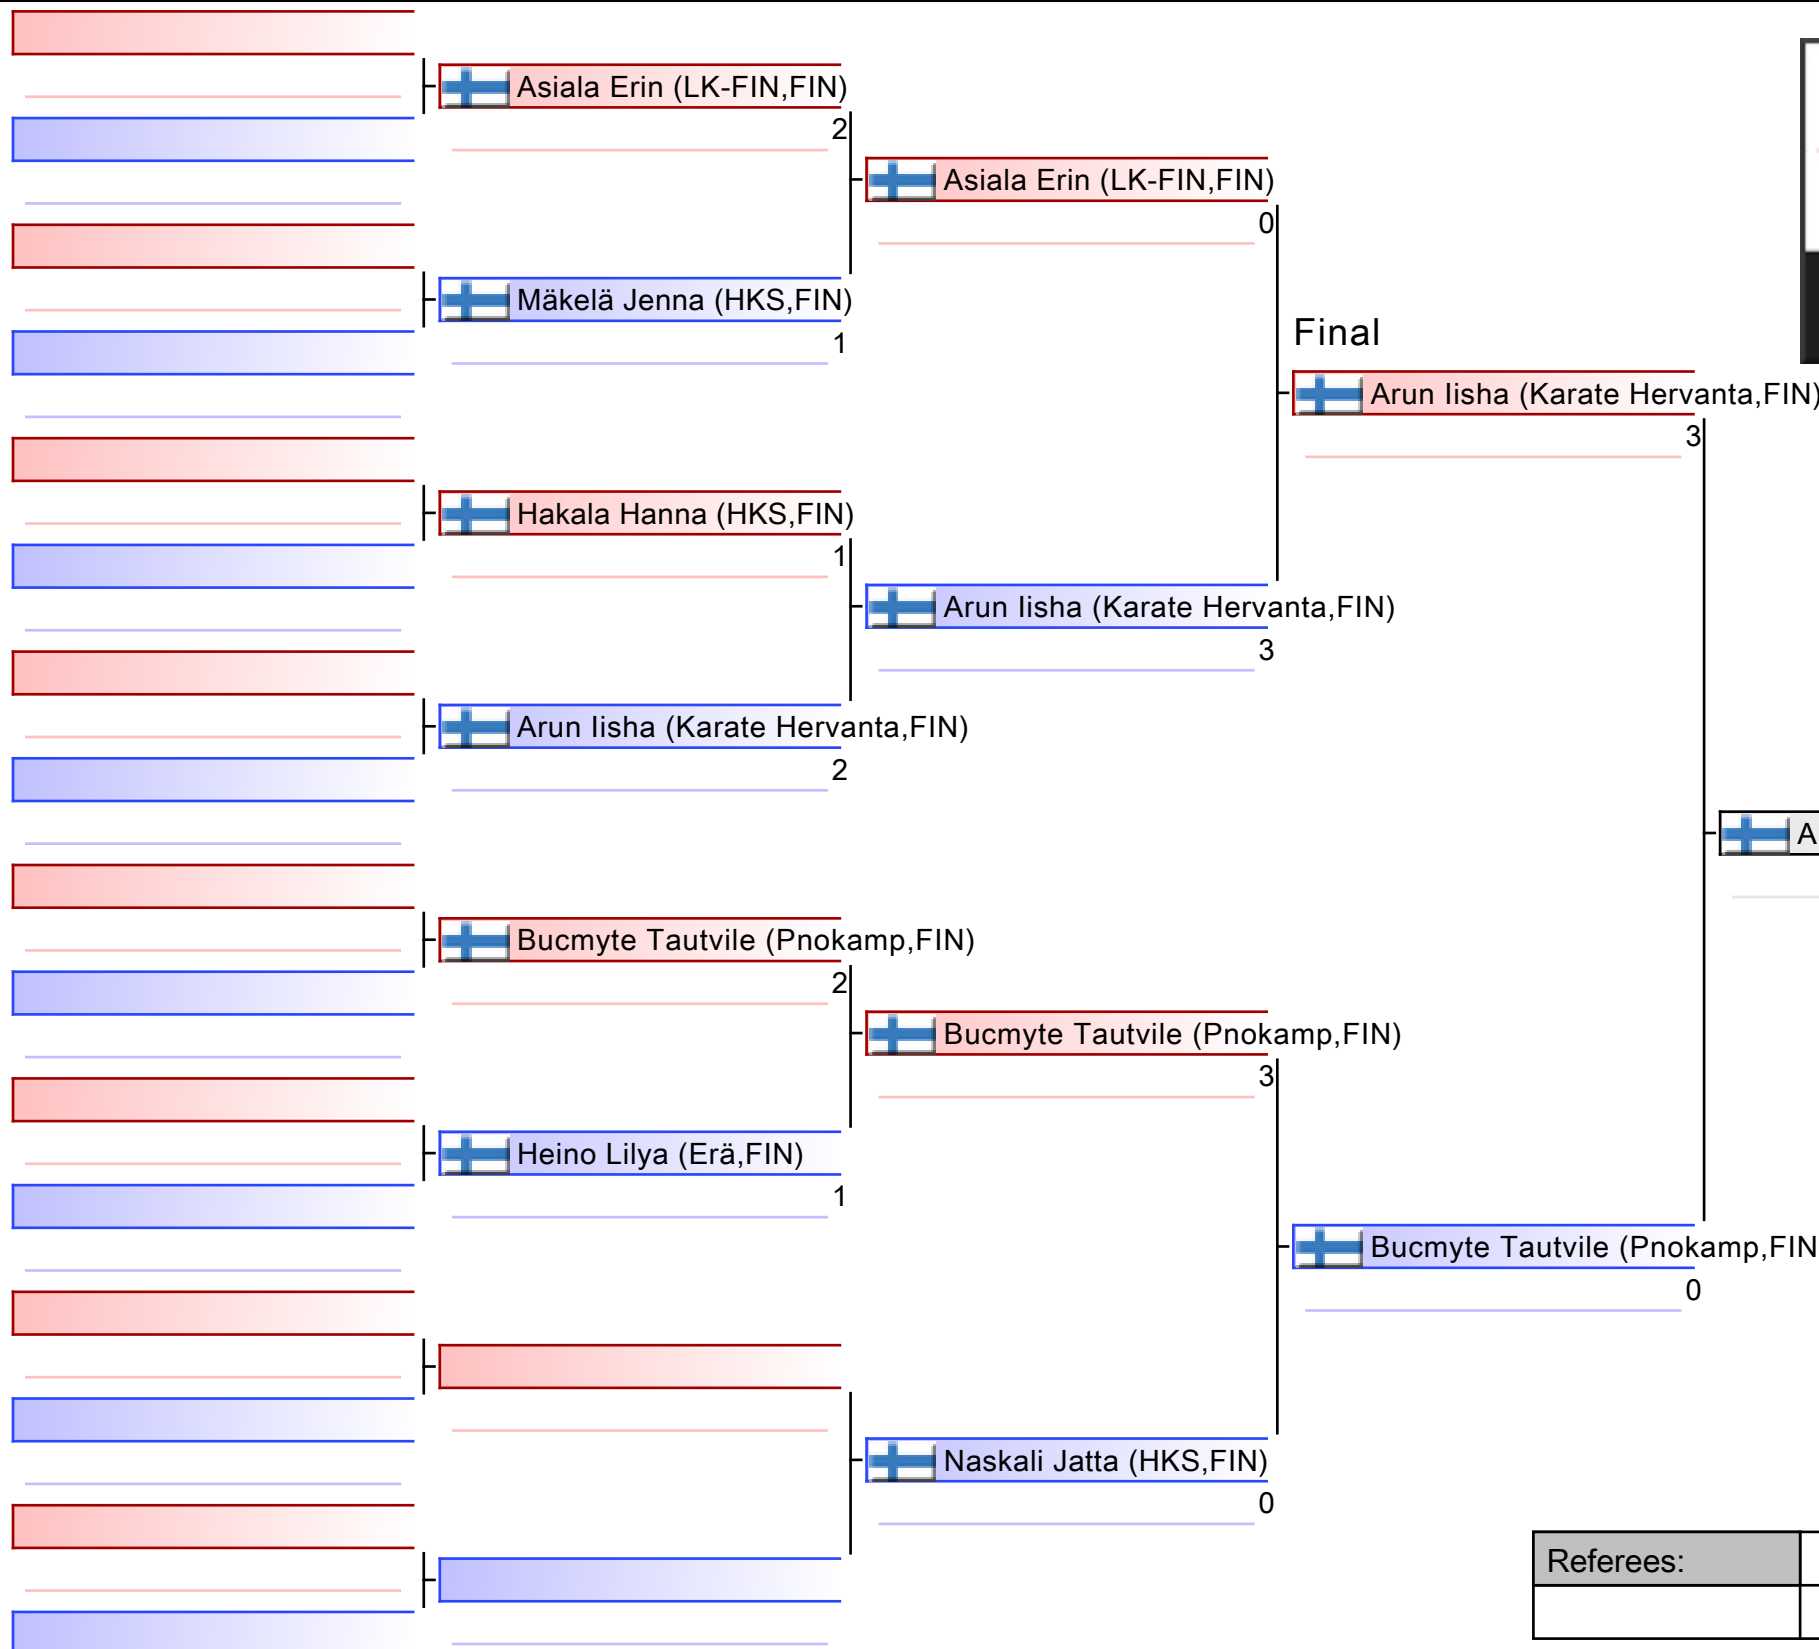 Asiala Erin (LK-FIN,FIN)
2
Asiala Erin (LK-FIN,FIN)
0
Mäkelä Jenna (HKS,FIN)
1
Final
Arun Iisha (Karate Hervanta,FIN)
3
Hakala Hanna (HKS,FIN)
1
Arun Iisha (Karate Hervanta,FIN)
3
Arun Iisha (Karate Hervanta,FIN)
2
A
Bucmyte Tautvile (Pnokamp,FIN)
2
Bucmyte Tautvile (Pnokamp,FIN)
3
Heino Lilya (Erä,FIN)
1
Bucmyte Tautvile (Pnokamp,FIN
0
Naskali Jatta (HKS,FIN)
0
Referees: